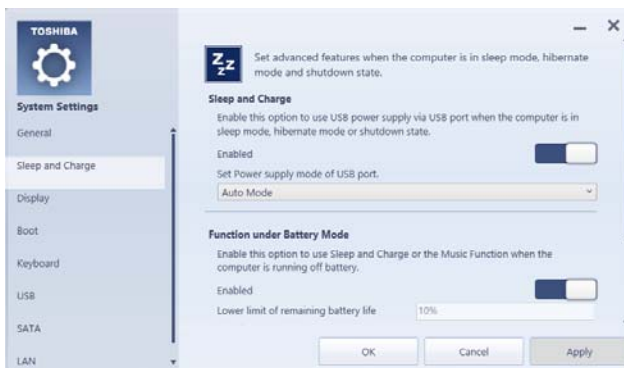 TOSHIBA
System Settings
General
Sleep and Charge
Display
Boot
Keyboard
USB
SATA
LAN
Set advanced features when the computer is in sleep mode, hibernate
mode and shutdown state.
Sleep and Charge
Enable this option to use USB power supply via USB port when the computer is in
sleep mode, hibernate mode or shutdown state.
Enabled
Set Power supply mode of USB port.
Auto Mode
Function under Battery Mode
Enable this option to use Sleep and Charge or the Music Function when the
computer is running off battery.
Enabled
Lower limit of remaining battery life 10%
OK Cancel Apply